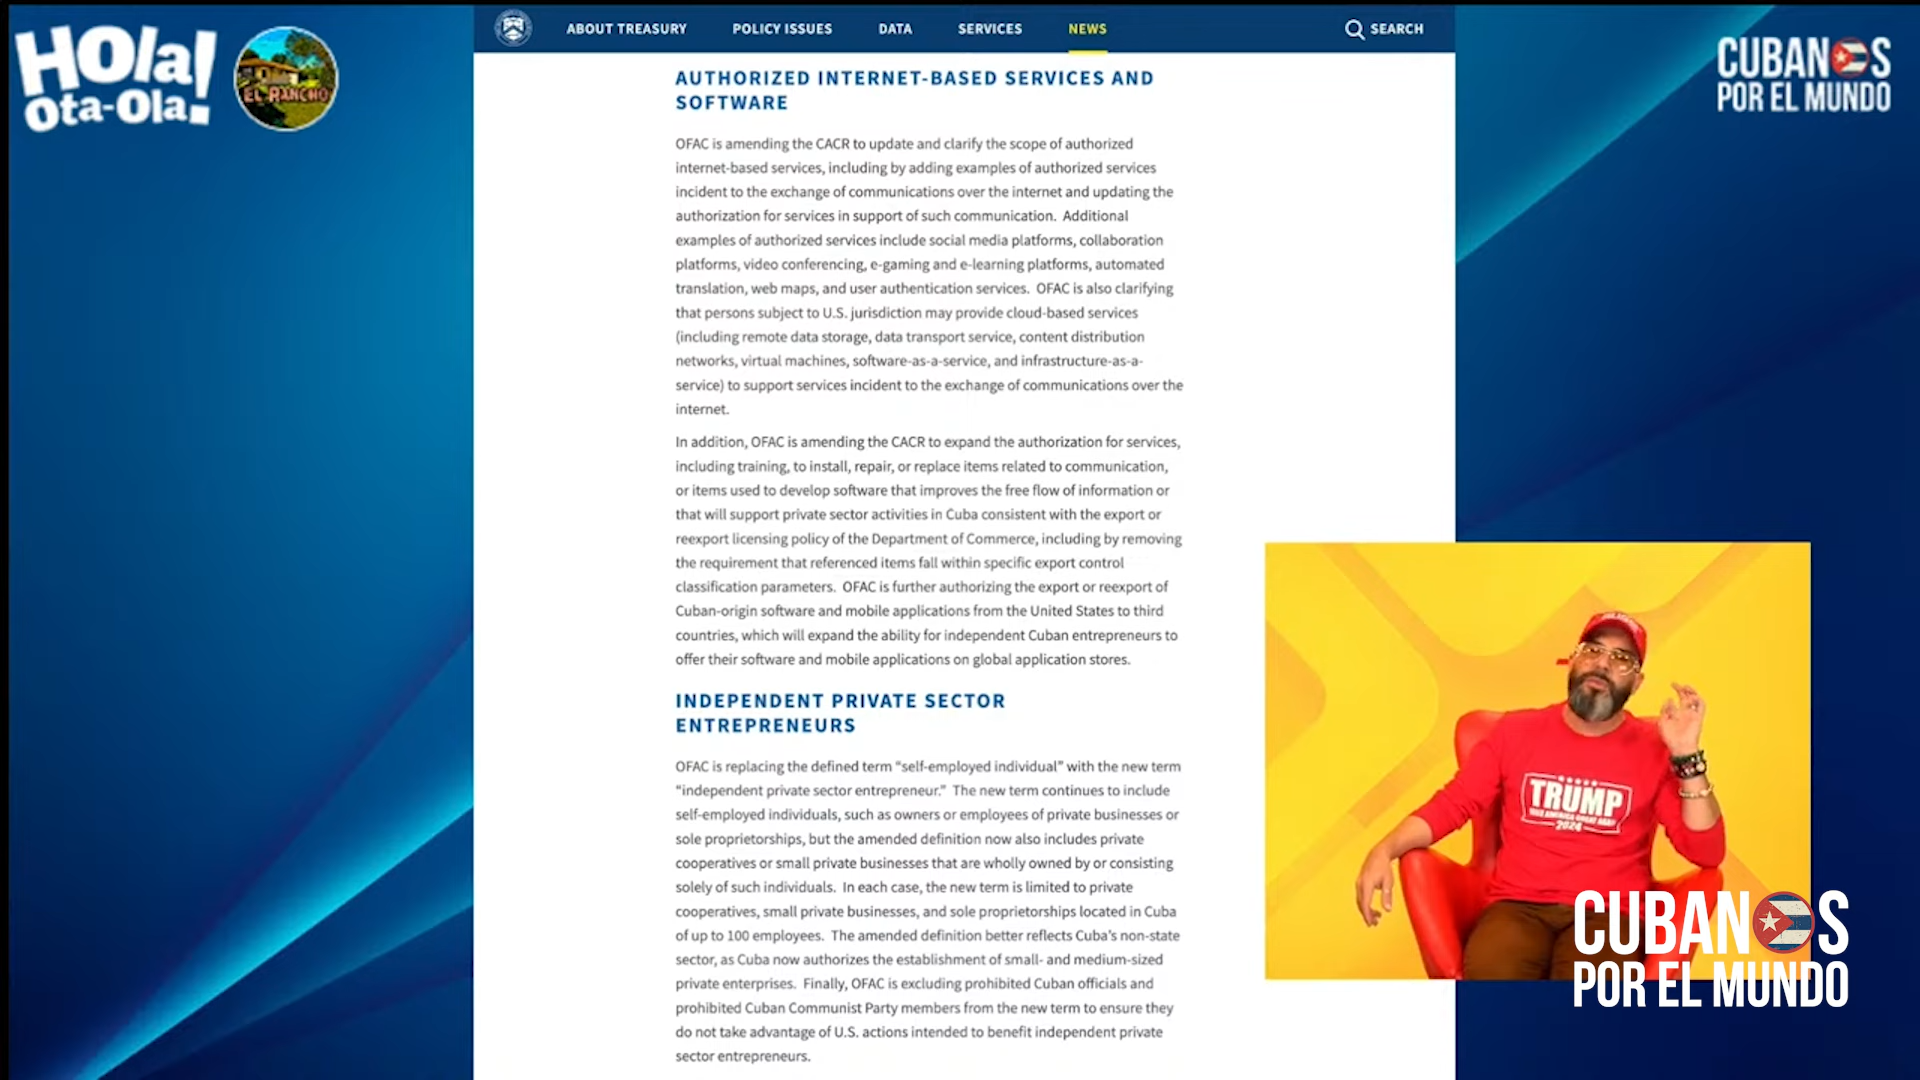 HOla!
Ota-Ola!
EL RANCHO
ABOUT TREASURY POLICY ISSUES DATA SERVICES NEWS SEARCH
CUBANOS
POR EL MUNDO
AUTHORIZED INTERNET-BASED SERVICES AND
SOFTWARE
OFAC is amending the CACR to update and clarify the scope of authorized
internet-based services, including by adding examples of authorized services
incident to the exchange of communications over the internet and updating the
authorization for services in support of such communication.  Additional
examples of authorized services include social media platforms, collaboration
platforms, video conferencing, e-gaming and e-learning platforms, automated
translation, web maps, and user authentication services.  OFAC is also clarifying
that persons subject to U.S. jurisdiction may provide cloud-based services
(including remote data storage, data transport service, content distribution
networks, virtual machines, software-as-a-service, and infrastructure-as-a-
service) to support services incident to the exchange of communications over the
internet.
In addition, OFAC is amending the CACR to expand the authorization for services,
including training, to install, repair, or replace items related to communication,
or items used to develop software that improves the free flow of information or
that will support private sector activities in Cuba consistent with the export or
reexport licensing policy of the Department of Commerce, including by removing
the requirement that referenced items fall within specific export control
classification parameters.  OFAC is further authorizing the export or reexport of
Cuban-origin software and mobile applications from the United States to third
countries, which will expand the ability for independent Cuban entrepreneurs to
offer their software and mobile applications on global application stores.
INDEPENDENT PRIVATE SECTOR
ENTREPRENEURS
OFAC is replacing the defined term “self-employed individual” with the new term
“independent private sector entrepreneur.”  The new term continues to include
self-employed individuals, such as owners or employees of private businesses or
sole proprietorships, but the amended definition now also includes private
cooperatives or small private businesses that are wholly owned by or consisting
solely of such individuals.  In each case, the new term is limited to private
cooperatives, small private businesses, and sole proprietorships located in Cuba
of up to 100 employees.  The amended definition better reflects Cuba’s non-state
sector, as Cuba now authorizes the establishment of small- and medium-sized
private enterprises.  Finally, OFAC is excluding prohibited Cuban officials and
prohibited Cuban Communist Party members from the new term to ensure they
do not take advantage of U.S. actions intended to benefit independent private
sector entrepreneurs.
TRUMP
2024
CUBANOS
POR EL MUNDO